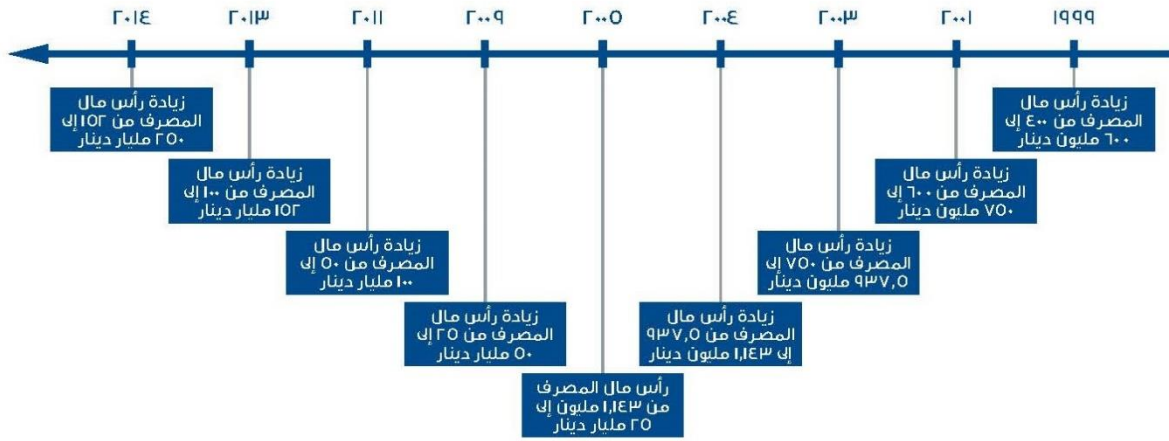 ١٩٩٩
٢٠٠١
٢٠٠٣
٢٠٠٤
٢٠٠٥
٢٠٠٩
٢٠١١
٢٠١٣
٢٠١٤
زيادة رأس مال
المصرف من ٤٠٠ إلى
٦٠٠ مليون دينار
زيادة رأس مال
المصرف من ٦٠٠ إلى
٧٥٠ مليون دينار
زيادة رأس مال
المصرف من ٧٥٠ إلى
٩٣٧,٥ مليون دينار
زيادة رأس مال
المصرف من ٩٣٧,٥
إلى ١,١٤٣ مليون دينار
رأس مال المصرف
من ١,١٤٣ مليون إلى
٢٥ مليار دينار
زيادة رأس مال
المصرف من ٢٥ إلى
٥٠ مليار دينار
زيادة رأس مال
المصرف من ٥٠ إلى
١٠٠ مليار دينار
زيادة رأس مال
المصرف من ١٠٠ إلى
١٥٢ مليار دينار
زيادة رأس مال
المصرف من ١٥٢ إلى
٢٥٠ مليار دينار